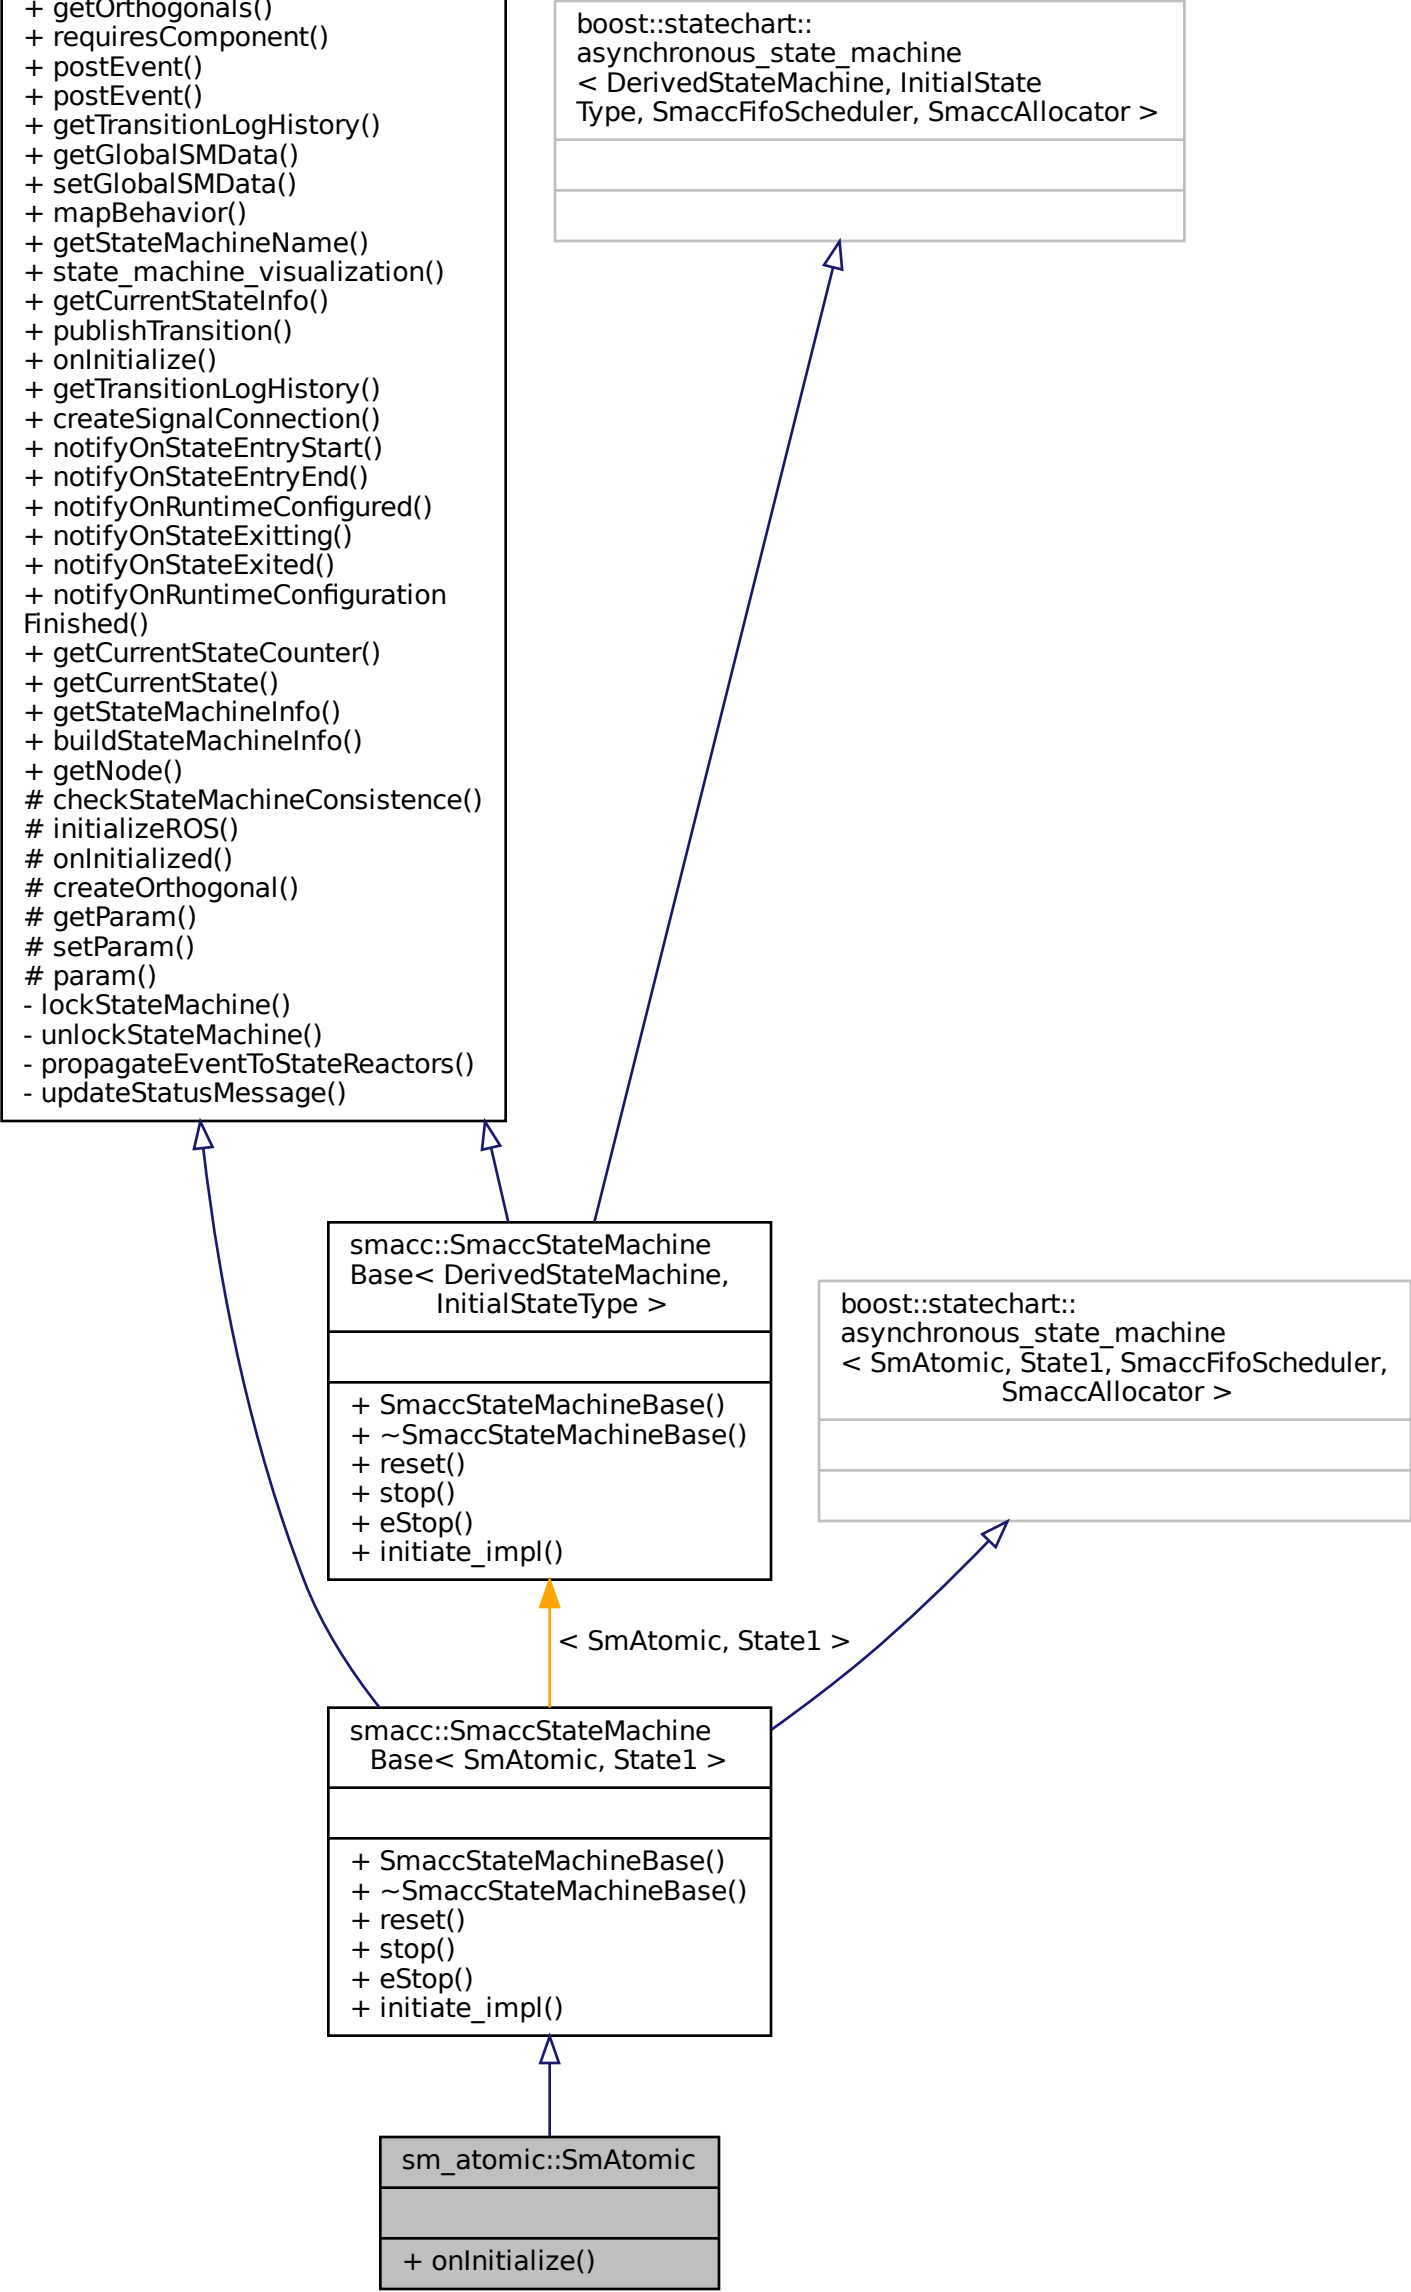 + getOrthogonals()
+ requiresComponent()
+ postEvent()
+ postEvent()
+ getTransitionLogHistory()
+ getGlobalSMData()
+ setGlobalSMData()
+ mapBehavior()
+ getStateMachineName()
+ state_machine_visualization()
+ getCurrentStateInfo()
+ publishTransition()
+ onInitialize()
+ getTransitionLogHistory()
+ createSignalConnection()
+ notifyOnStateEntryStart()
+ notifyOnStateEntryEnd()
+ notifyOnRuntimeConfigured()
+ notifyOnStateExitting()
+ notifyOnStateExited()
+ notifyOnRuntimeConfiguration
Finished()
+ getCurrentStateCounter()
+ getCurrentState()
+ getStateMachineInfo()
+ buildStateMachineInfo()
+ getNode()
# checkStateMachineConsistence()
# initializeROS()
# onInitialized()
# createOrthogonal()
# getParam()
# setParam()
# param()
- lockStateMachine()
- unlockStateMachine()
- propagateEventToStateReactors()
- updateStatusMessage()
boost::statechart::
asynchronous_state_machine
< DerivedStateMachine, InitialState
Type, SmaccFifoScheduler, SmaccAllocator >
smacc::SmaccStateMachine
Base< DerivedStateMachine,
InitialStateType >
+ SmaccStateMachineBase()
+ ~SmaccStateMachineBase()
+ reset()
+ stop()
+ eStop()
+ initiate_impl()
boost::statechart::
asynchronous_state_machine
< SmAtomic, State1, SmaccFifoScheduler,
SmaccAllocator >
< SmAtomic, State1 >
smacc::SmaccStateMachine
Base< SmAtomic, State1 >
+ SmaccStateMachineBase()
+ ~SmaccStateMachineBase()
+ reset()
+ stop()
+ eStop()
+ initiate_impl()
sm_atomic::SmAtomic
+ onInitialize()